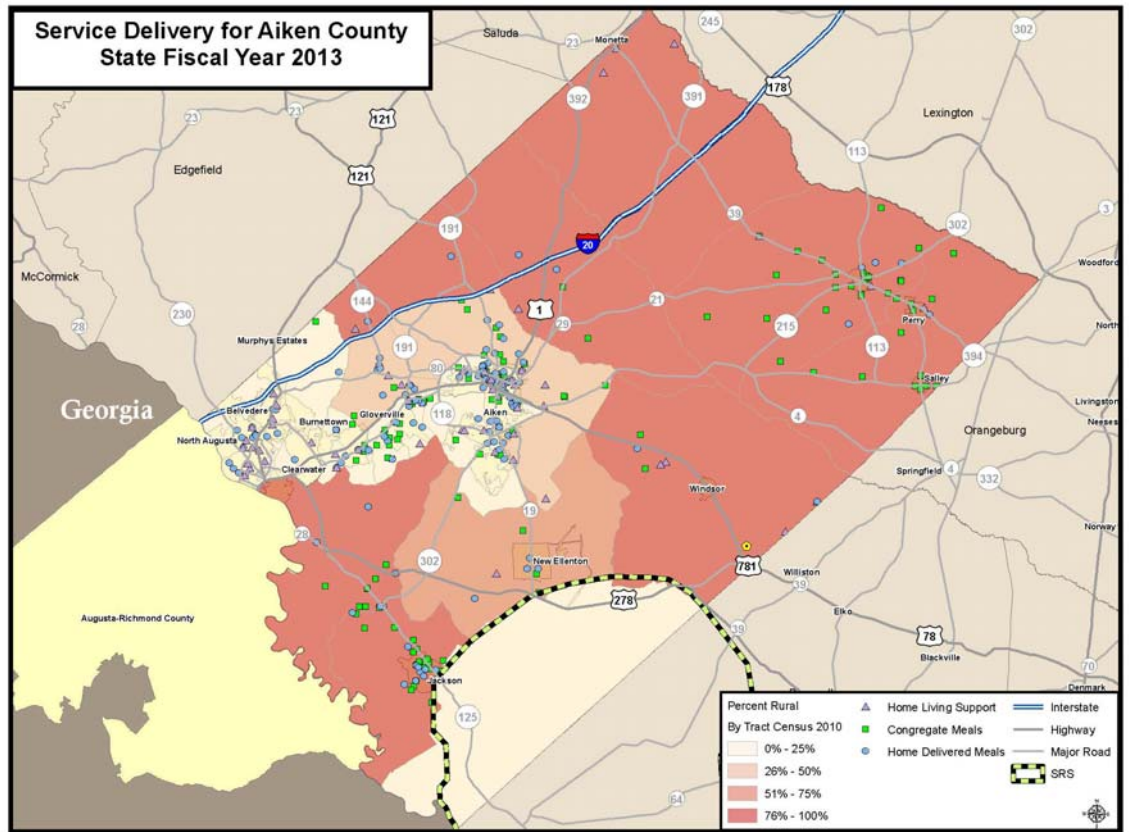 Service Delivery for Aiken County
State Fiscal Year 2013
Saluda
23
Monetta
245
302
392
391
178
23
23
121
Lexington
113
Edgefield
121
39
302
3
191
20
McCormick
Woodford
28
230
144
1
21
Murphys Estates
29
215
Perry
North
191
113
394
80
Salley
Georgia
Belvedere
Burnettown
Gloverville
118
Aiken
Livingston
Neeses
North Augusta
4
Orangeburg
Clearwater
Springfield
4
332
Windsor
19
Norway
28
302
New Ellenton
781
Williston
39
278
Elko
Augusta-Richmond County
39
78
Blackville
70
Jackson
Denmark
125
64
Percent Rural
By Tract Census 2010
0% - 25%
26% - 50%
51% - 75%
76% - 100%
Home Living Support
Congregate Meals
Home Delivered Meals
Interstate
Highway
Major Road
SRS